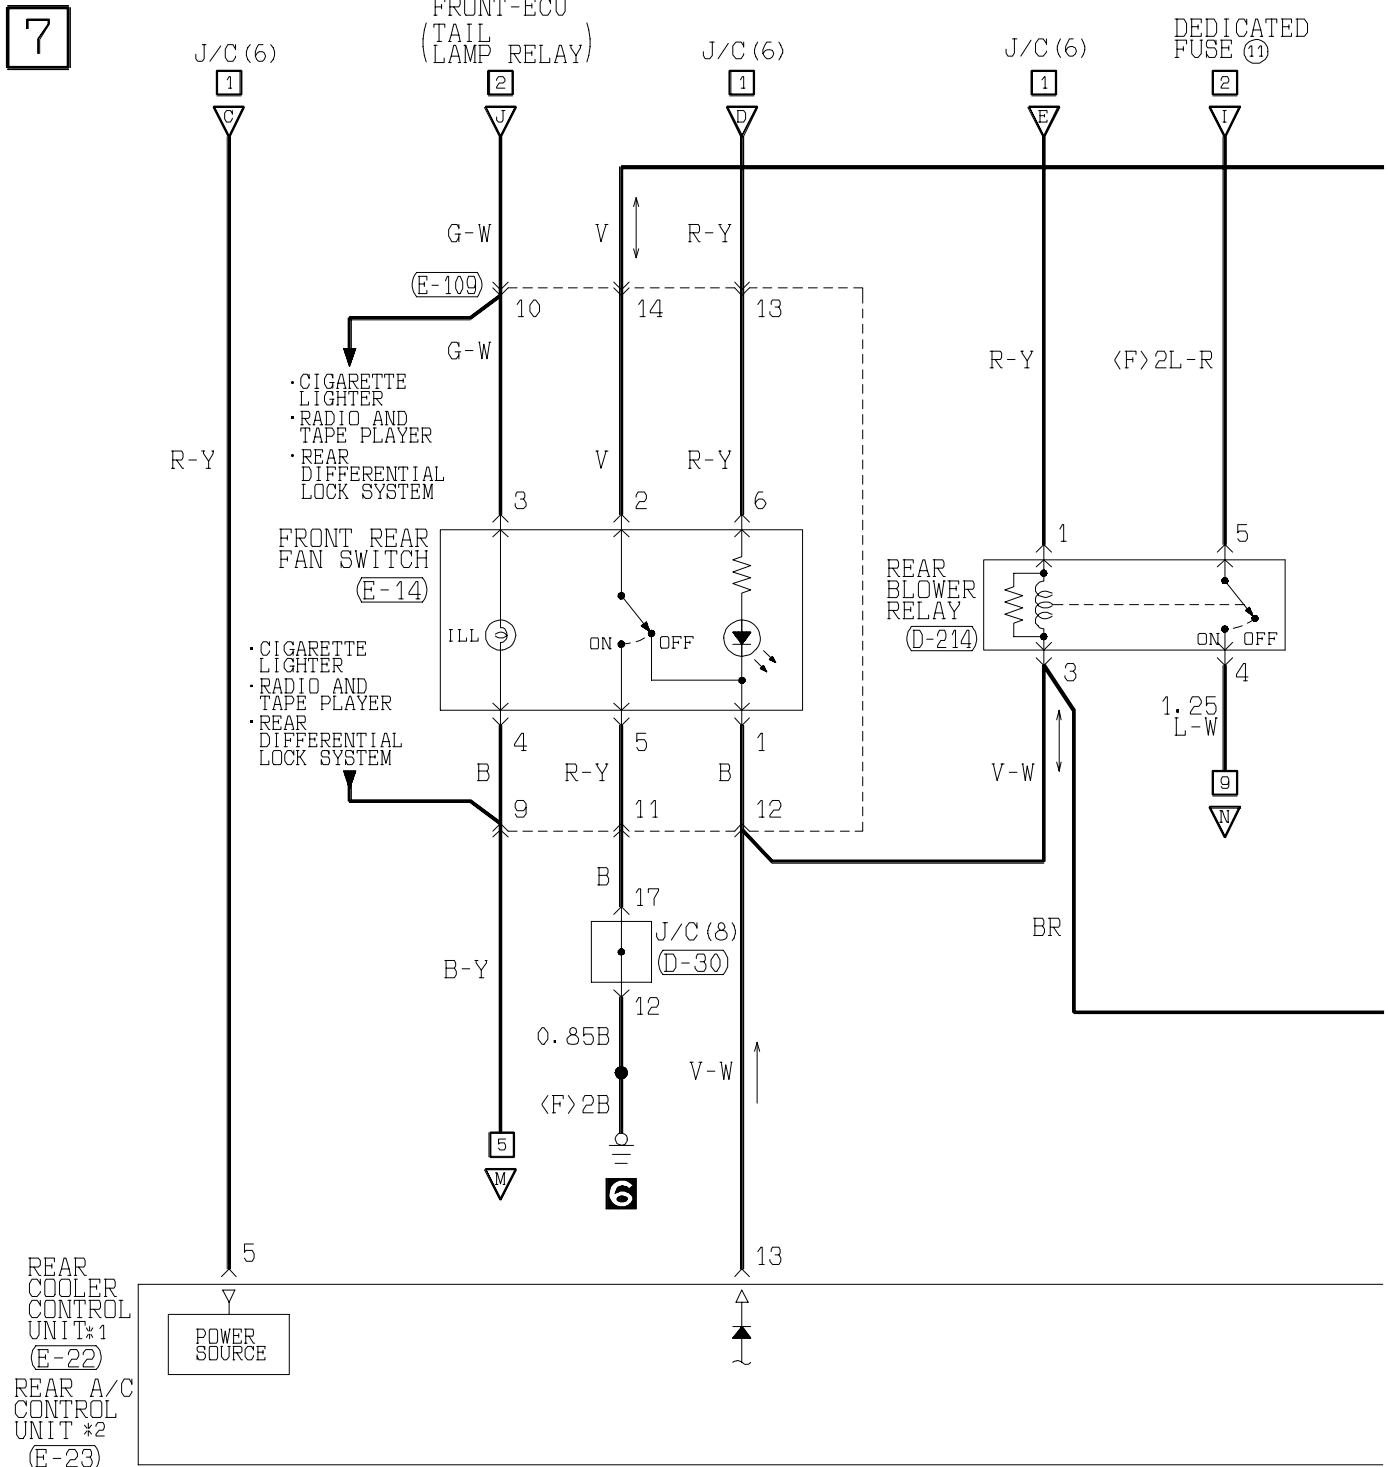 7
FRONT-ECU
(TAIL
LAMP RELAY)
J/C(6)
J/C(6)
J/C(6)
DEDICATED
FUSE ⑪
1
2
1
1
2
C
J
D
E
I
G-W
V
R-Y
(E-109)
10
14
13
G-W
R-Y
〈F〉2L-R
·CIGARETTE
LIGHTER
·RADIO AND
TAPE PLAYER
·REAR
DIFFERENTIAL
LOCK SYSTEM
R-Y
V
R-Y
3
2
6
1
5
FRONT REAR
FAN SWITCH
(E-14)
ILL
ON
OFF
REAR
BLOWER
RELAY
(D-214)
ON
OFF
·CIGARETTE
LIGHTER
·RADIO AND
TAPE PLAYER
·REAR
DIFFERENTIAL
LOCK SYSTEM
3
4
1.25
L-W
4
5
1
B
R-Y
B
V-W
9
N
9
11
12
B
17
J/C(8)
(D-30)
BR
B-Y
12
0.85B
V-W
〈F〉2B
5
M
6
5
13
REAR
COOLER
CONTROL
UNIT*1
(E-22)
REAR A/C
CONTROL
UNIT *2
(E-23)
POWER
SOURCE